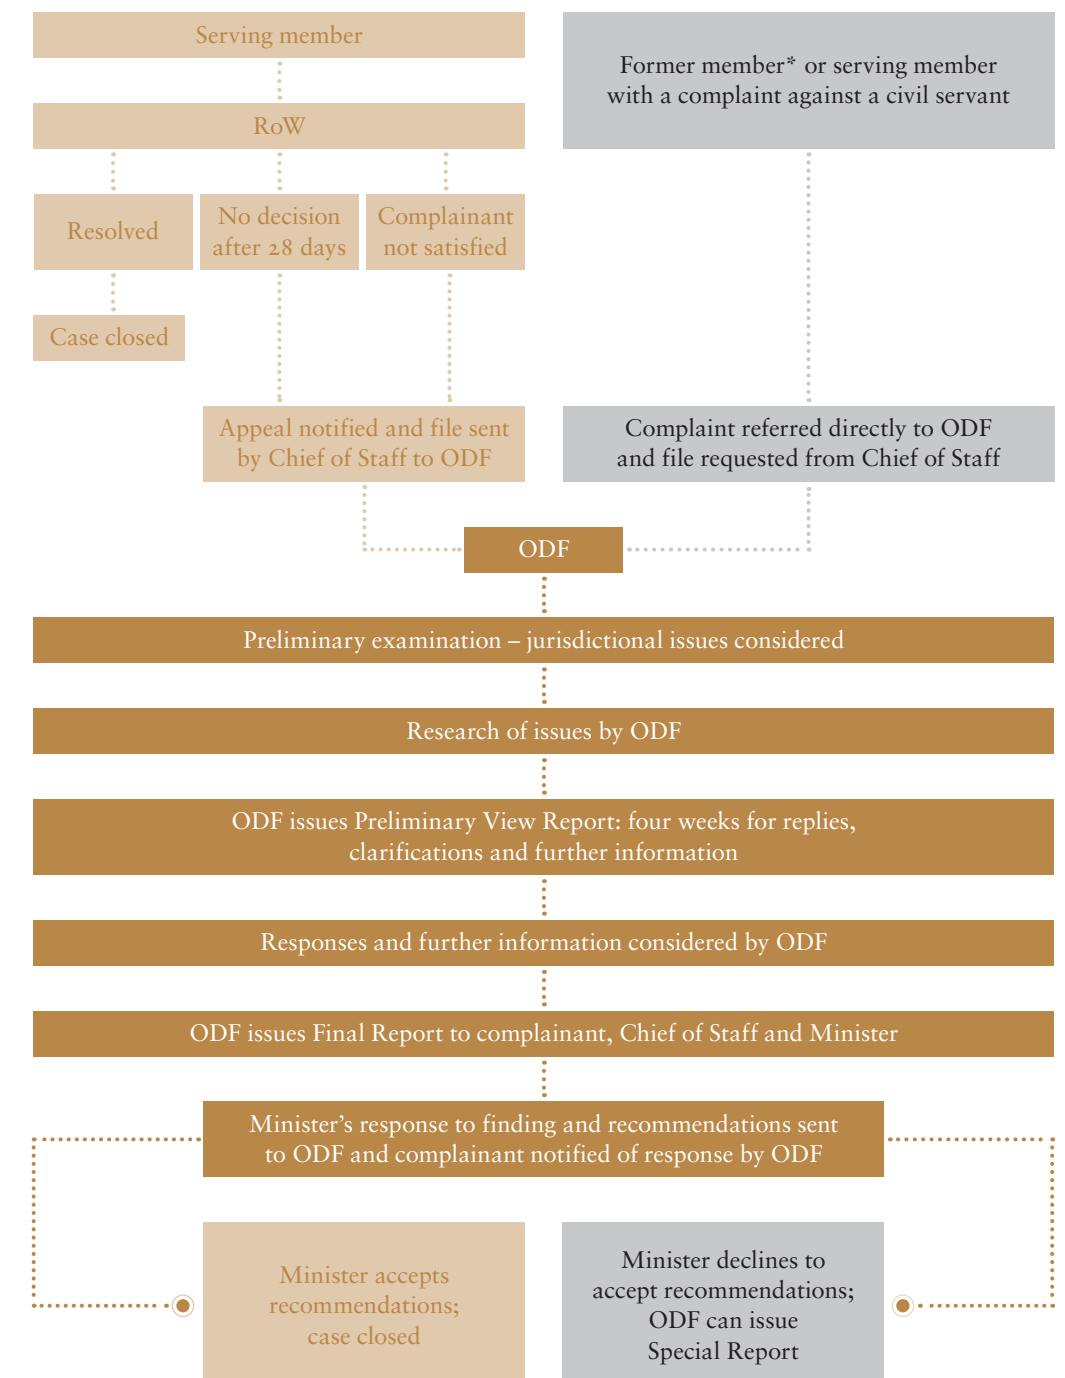 Serving member
Former member* or serving member
with a complaint against a civil servant
RoW
Resolved
No decision
after 28 days
Complainant
not satisfied
Case closed
Appeal notified and file sent
by Chief of Staff to ODF
Complaint referred directly to ODF
and file requested from Chief of Staff
ODF
Preliminary examination – jurisdictional issues considered
Research of issues by ODF
ODF issues Preliminary View Report: four weeks for replies,
clarifications and further information
Responses and further information considered by ODF
ODF issues Final Report to complainant, Chief of Staff and Minister
Minister’s response to finding and recommendations sent
to ODF and complainant notified of response by ODF
Minister accepts
recommendations;
case closed
Minister declines to
accept recommendations;
ODF can issue
Special Report